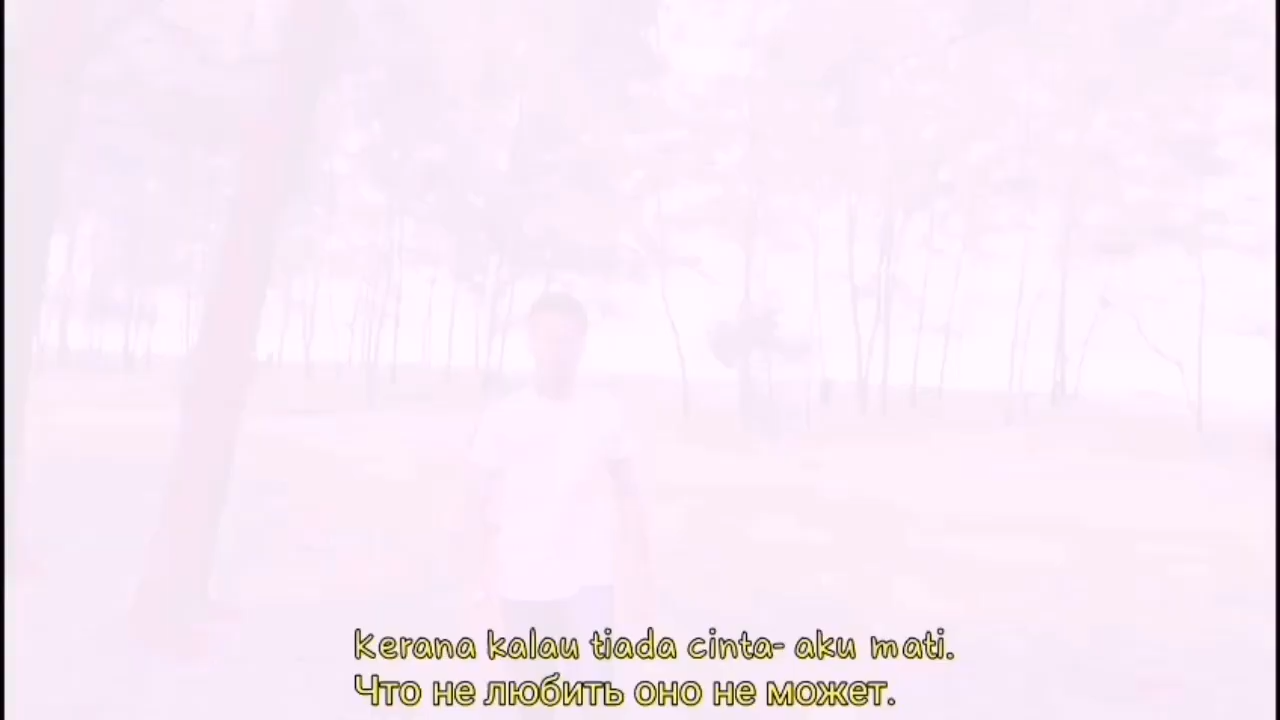 kerana kalau tiada cinta- aku mati.
Что не любить оно не может.